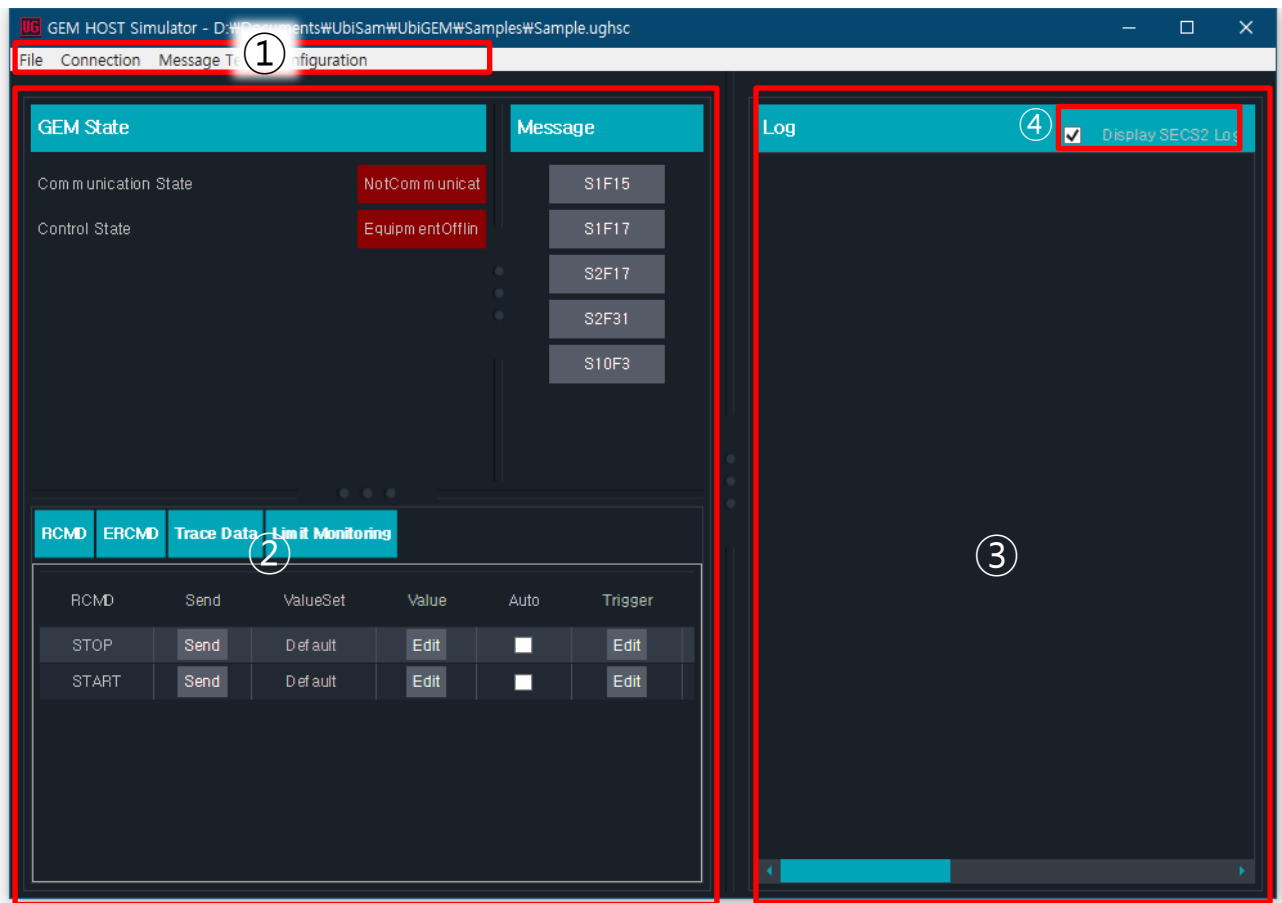 UG GEM HOST Simulator - D:₩Documents₩UbiSam₩UbiGEM₩Samples₩Sample.ughsc
File Connection Message Te ① nfiguration
GEM State
Communication State NotCommunicat
Control State EquipmentOfflin
Message
S1F15
S1F17
S2F17
S2F31
S10F3
RCMD ERCMD Trace Data Limit Monitoring
②
RCMD Send ValueSet Value Auto Trigger
STOP Send Default Edit Edit
START Send Default Edit Edit
Log ④ Display SECS2 Log
③